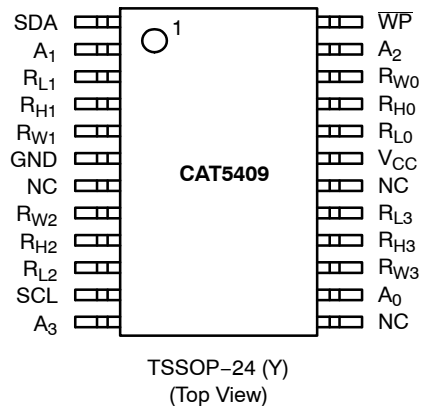 SDA
A1
RL1
RH1
RW1
GND
NC
RW2
RH2
RL2
SCL
A3
1
CAT5409
WP
A2
RW0
RH0
RL0
VCC
NC
RL3
RH3
RW3
A0
NC
TSSOP−24 (Y)
(Top View)